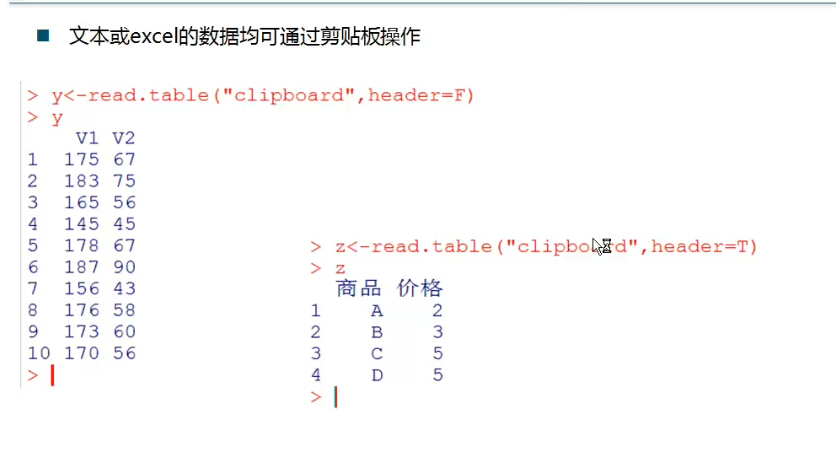 文本或excel的数据均可通过剪贴板操作
> y<-read.table("clipboard",header=F)
> y
V1 V2
1 175 67
2 183 75
3 165 56
4 145 45
5 178 67
6 187 90
7 156 43
8 176 58
9 173 60
10 170 56
>
> z<-read.table("clipboard",header=T)
> z
商品 价格
1 A 2
2 B 3
3 C 5
4 D 5
>